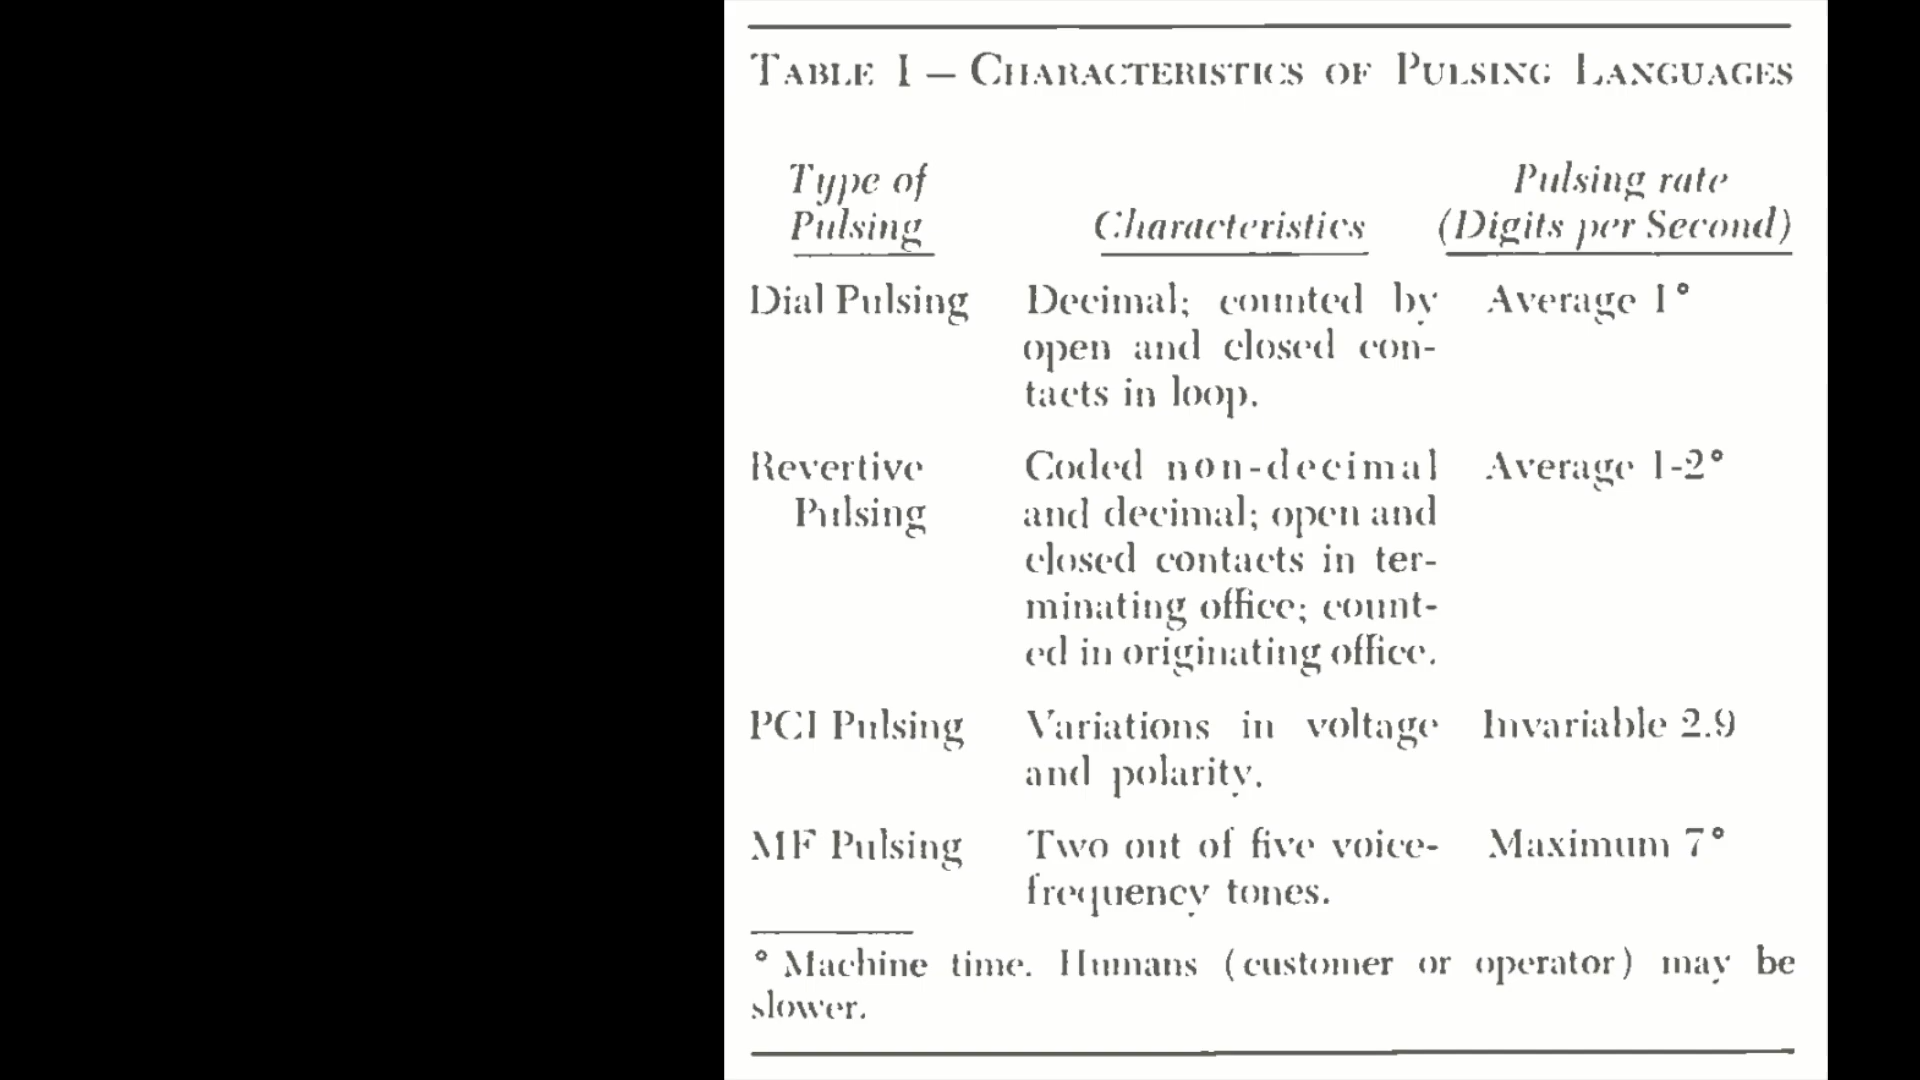 TABLE I — CHARACTERISTICS OF PULSING LANGUAGES
Type of Pulsing
Characteristics
Pulsing rate (Digits per Second)
Dial Pulsing
Decimal; counted by
open and closed con-
tacts in loop.
Average 1°
Revertive
Pulsing
Coded non-decimal
and decimal; open and
closed contacts in ter-
minating office; count-
ed in originating office.
Average 1-2°
PCI Pulsing
Variations in voltage
and polarity.
Invariable 2.9
MF Pulsing
Two out of five voice-
frequency tones.
Maximum 7°
° Machine time. Humans (customer or operator) may be
slower.